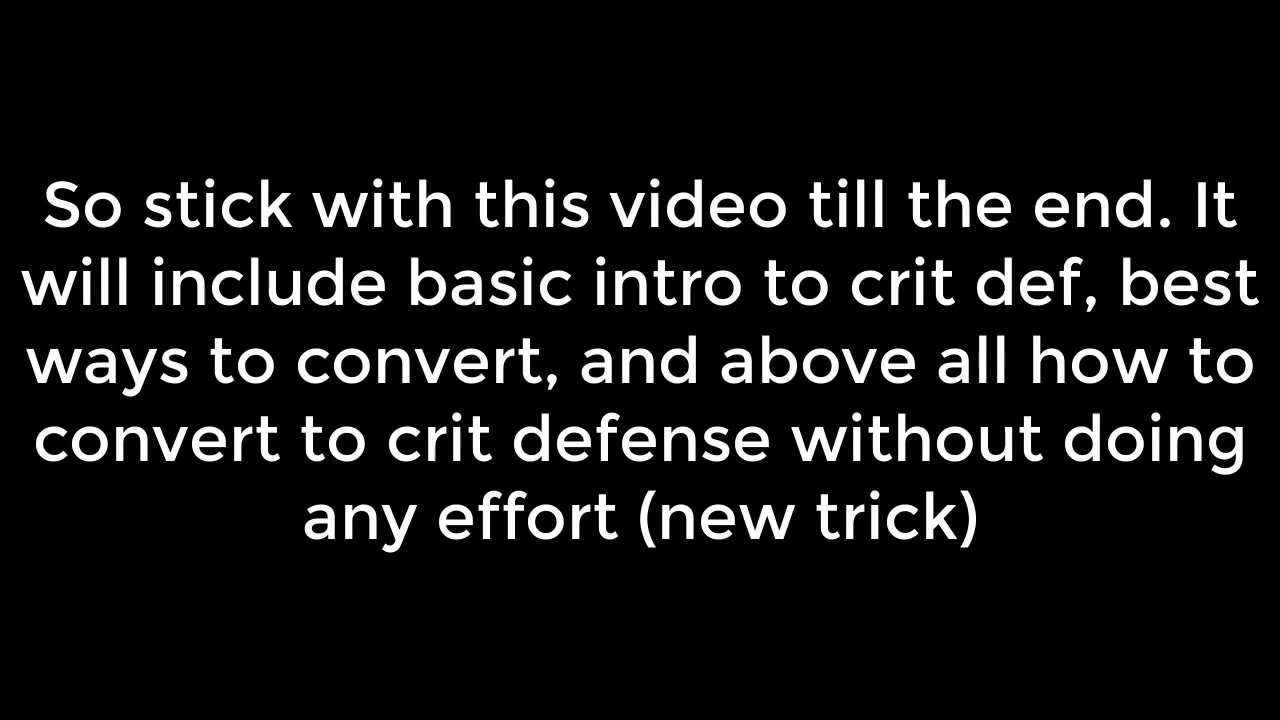 So stick with this video till the end. It
will include basic intro to crit def, best
ways to convert, and above all how to
convert to crit defense without doing
any effort (new trick)